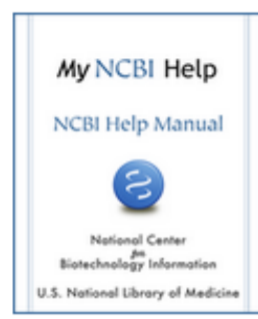 My NCBI Help
NCBI Help Manual
National Center
for
Biotechnology Information
U.S. National Library of Medicine